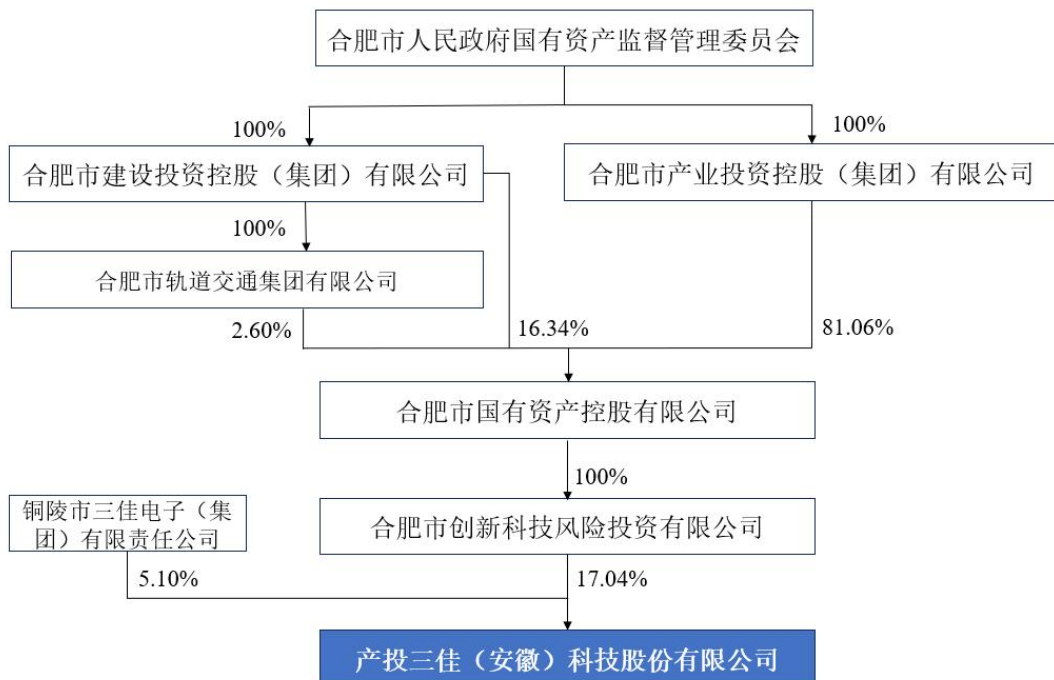 合肥市人民政府国有资产监督管理委员会
100%
100%
合肥市建设投资控股（集团）有限公司
合肥市产业投资控股（集团）有限公司
100%
合肥市轨道交通集团有限公司
2.60%
16.34%
81.06%
合肥市国有资产控股有限公司
100%
铜陵市三佳电子（集
团）有限责任公司
合肥市创新科技风险投资有限公司
5.10%
17.04%
产投三佳（安徽）科技股份有限公司